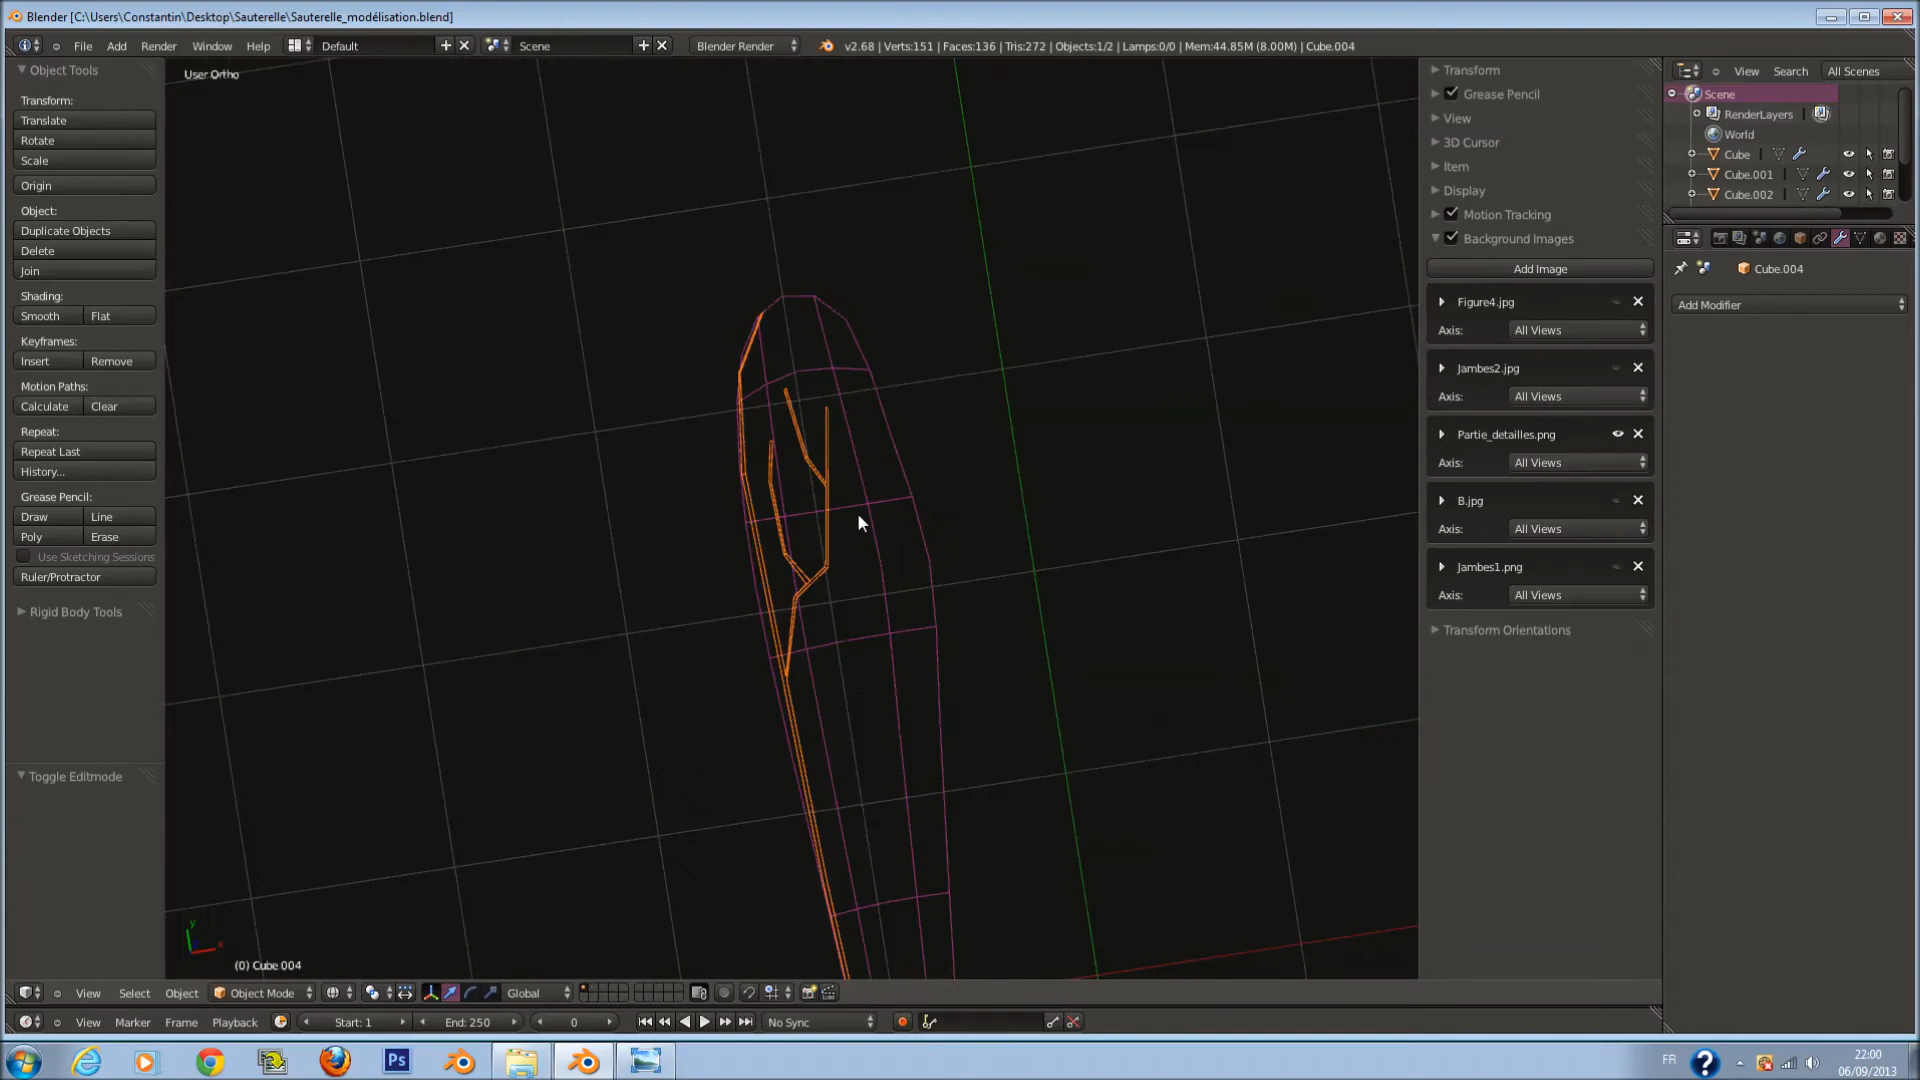 Blender [C:\Users\Constantin\Desktop\Sauterelle\Sauterelle_modélisation.blend]
File Add Render Window Help Default Scene Blender Render v2.68 | Verts:151 | Faces:136 | Tris:272 | Objects:1/2 | Lamps:0/0 | Mem:44.85M (8.00M) | Cube.004
Object Tools
Transform:
Translate
Rotate
Scale
Origin
Object:
Duplicate Objects
Delete
Join
Shading:
Smooth Flat
Keyframes:
Insert Remove
Motion Paths:
Calculate Clear
Repeat:
Repeat Last
History...
Grease Pencil:
Draw Line
Poly Erase
Use Sketching Sessions
Ruler/Protractor
Rigid Body Tools
Toggle Editmode
User Ortho
y
x
(0) Cube.004
Transform
Grease Pencil
View
3D Cursor
Item
Display
Motion Tracking
Background Images
Add Image
Figure4.jpg
Axis: All Views
Jambes2.jpg
Axis: All Views
Partie_detailles.png
Axis: All Views
B.jpg
Axis: All Views
Jambes1.png
Axis: All Views
Transform Orientations
View Search All Scenes
Scene
RenderLayers
World
Cube
Cube.001
Cube.002
Cube.004
Add Modifier
View Select Object Object Mode Global
View Marker Frame Playback Start: 1 End: 250 0 No Sync
Ps
FR
22:00
06/09/2013